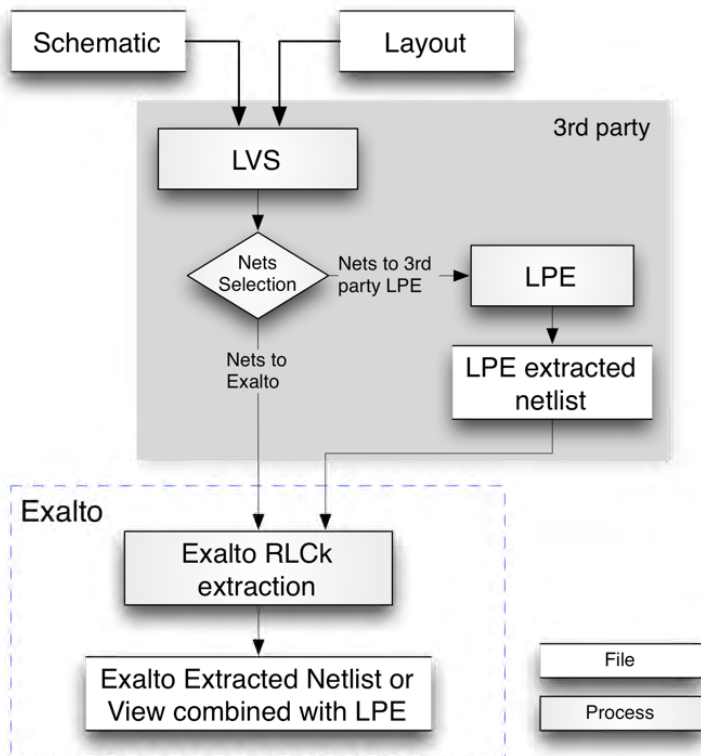 Schematic
Layout
3rd party
LVS
Nets
Selection
Nets to 3rd
party LPE
LPE
Nets to
Exalto
LPE extracted
netlist
Exalto
Exalto RLCk
extraction
Exalto Extracted Netlist or
View combined with LPE
File
Process